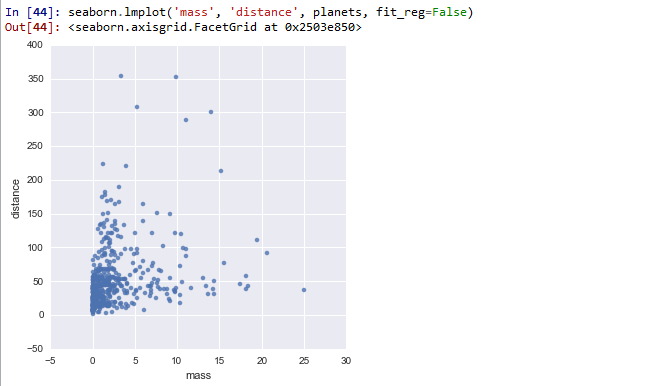 In [44]: seaborn.lmplot('mass', 'distance', planets, fit_reg=False)
Out[44]: <seaborn.axisgrid.FacetGrid at 0x2503e850>
400
350
300
250
200
150
100
50
0
−50
distance
−5 0 5 10 15 20 25 30
mass